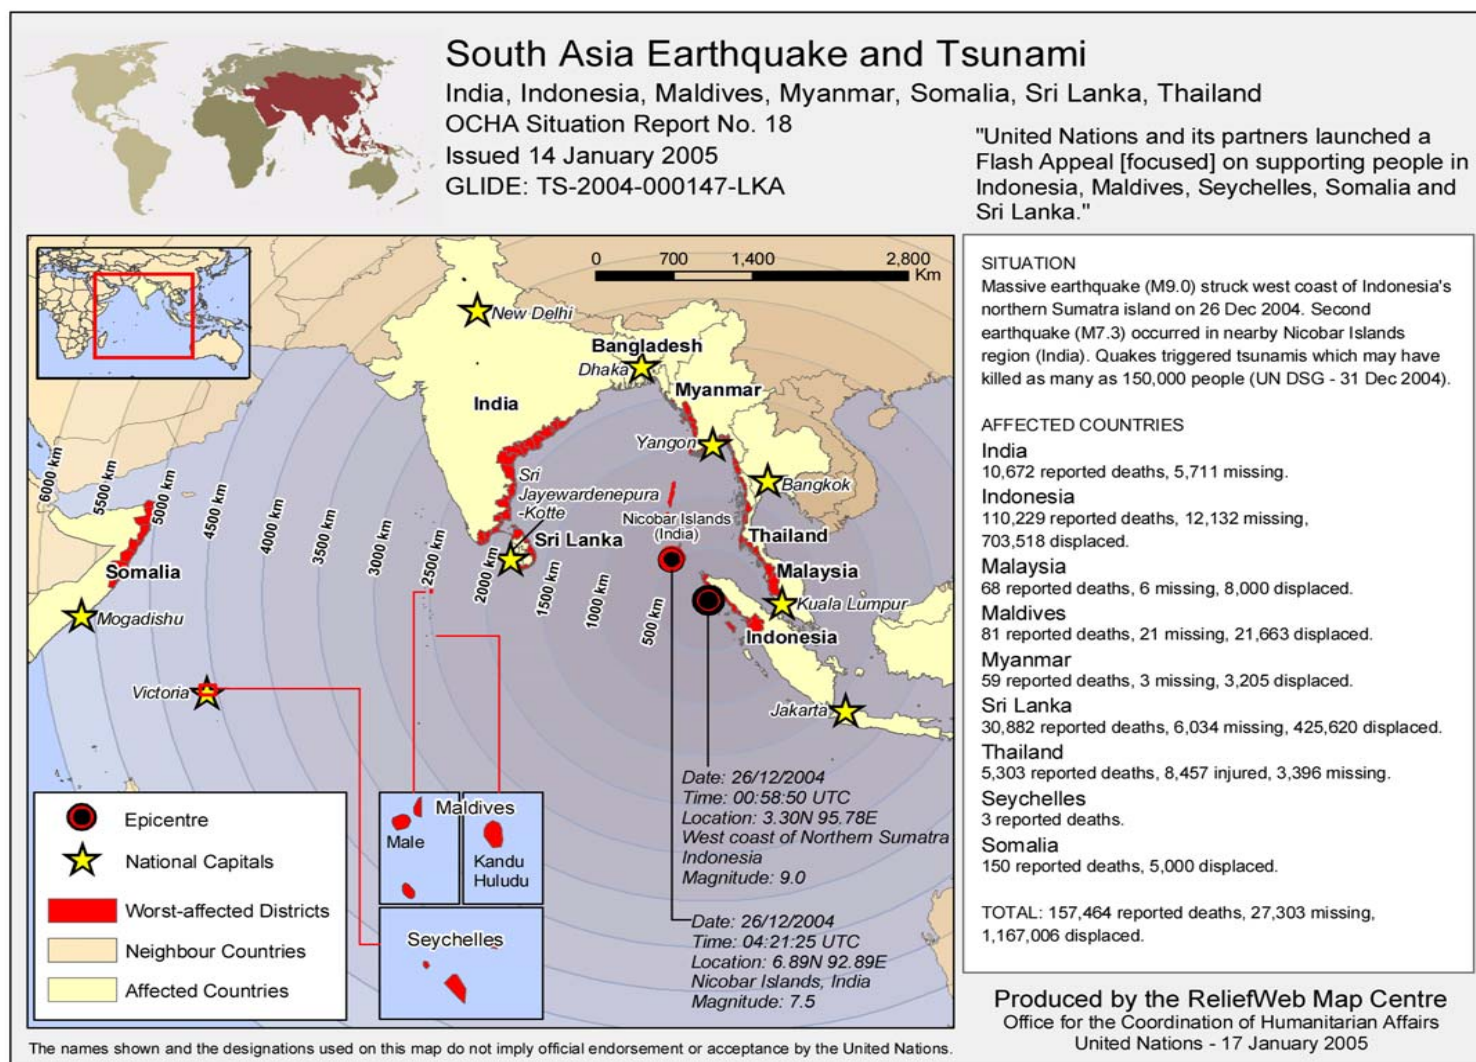 South Asia Earthquake and Tsunami
India, Indonesia, Maldives, Myanmar, Somalia, Sri Lanka, Thailand
OCHA Situation Report No. 18
Issued 14 January 2005
GLIDE: TS-2004-000147-LKA
"United Nations and its partners launched a
Flash Appeal [focused] on supporting people in
Indonesia, Maldives, Seychelles, Somalia and
Sri Lanka."
0 700 1,400 2,800
Km
New Delhi
Bangladesh
Dhaka
Myanmar
India
Yangon
Bangkok
Sri
Jayewardenepura
-Kotte
Nicobar Islands
(India)
Sri Lanka
Thailand
Malaysia
Kuala Lumpur
Indonesia
Jakarta
Somalia
Mogadishu
Victoria
6000 km
5500 km
5000 km
4500 km
4000 km
3500 km
3000 km
2500 km
2000 km
1500 km
1000 km
500 km
Date: 26/12/2004
Time: 00:58:50 UTC
Location: 3.30N 95.78E
West coast of Northern Sumatra
Indonesia
Magnitude: 9.0
Date: 26/12/2004
Time: 04:21:25 UTC
Location: 6.89N 92.89E
Nicobar Islands, India
Magnitude: 7.5
Maldives
Male
Kandu
Huludu
Seychelles
Epicentre
National Capitals
Worst-affected Districts
Neighbour Countries
Affected Countries
SITUATION
Massive earthquake (M9.0) struck west coast of Indonesia's
northern Sumatra island on 26 Dec 2004. Second
earthquake (M7.3) occurred in nearby Nicobar Islands
region (India). Quakes triggered tsunamis which may have
killed as many as 150,000 people (UN DSG - 31 Dec 2004).
AFFECTED COUNTRIES
India
10,672 reported deaths, 5,711 missing.
Indonesia
110,229 reported deaths, 12,132 missing,
703,518 displaced.
Malaysia
68 reported deaths, 6 missing, 8,000 displaced.
Maldives
81 reported deaths, 21 missing, 21,663 displaced.
Myanmar
59 reported deaths, 3 missing, 3,205 displaced.
Sri Lanka
30,882 reported deaths, 6,034 missing, 425,620 displaced.
Thailand
5,303 reported deaths, 8,457 injured, 3,396 missing.
Seychelles
3 reported deaths.
Somalia
150 reported deaths, 5,000 displaced.
TOTAL: 157,464 reported deaths, 27,303 missing,
1,167,006 displaced.
Produced by the ReliefWeb Map Centre
Office for the Coordination of Humanitarian Affairs
United Nations - 17 January 2005
The names shown and the designations used on this map do not imply official endorsement or acceptance by the United Nations.